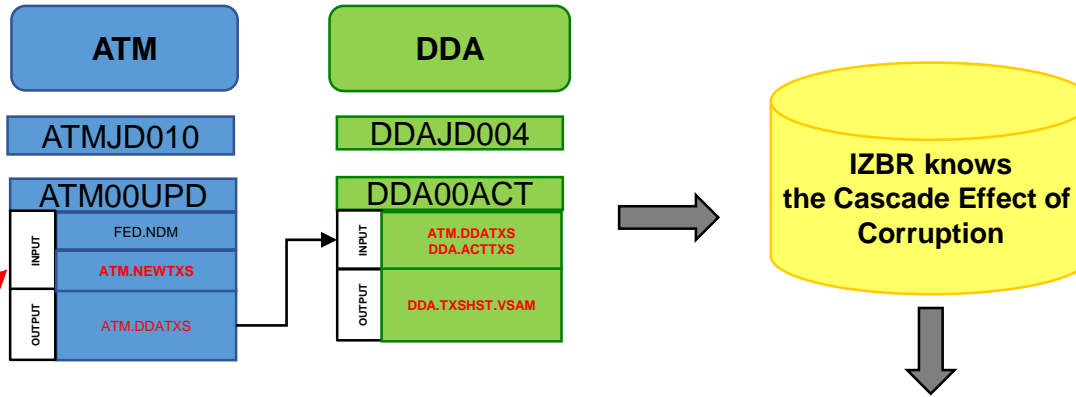 ATM
ATMJD010
ATM00UPD
INPUT
FED.NDM
ATM.NEWTXS
OUTPUT
ATM.DDATXS
DDA
DDAJD004
DDA00ACT
INPUT
ATM.DDATXS
DDA.ACTTXS
OUTPUT
DDA.TXSHST.VSAM
IZBR knows
the Cascade Effect of
Corruption